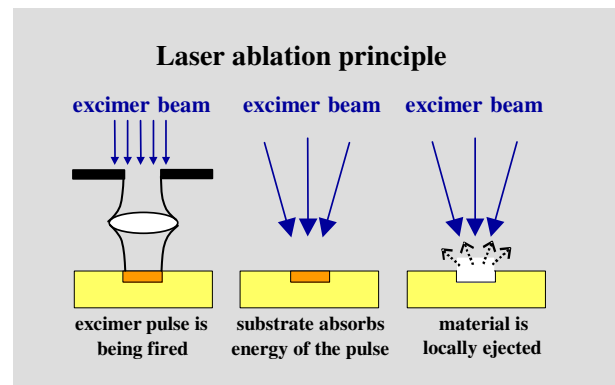 Laser ablation principle
excimer beam
excimer beam
excimer beam
excimer pulse is
being fired
substrate absorbs
energy of the pulse
material is
locally ejected